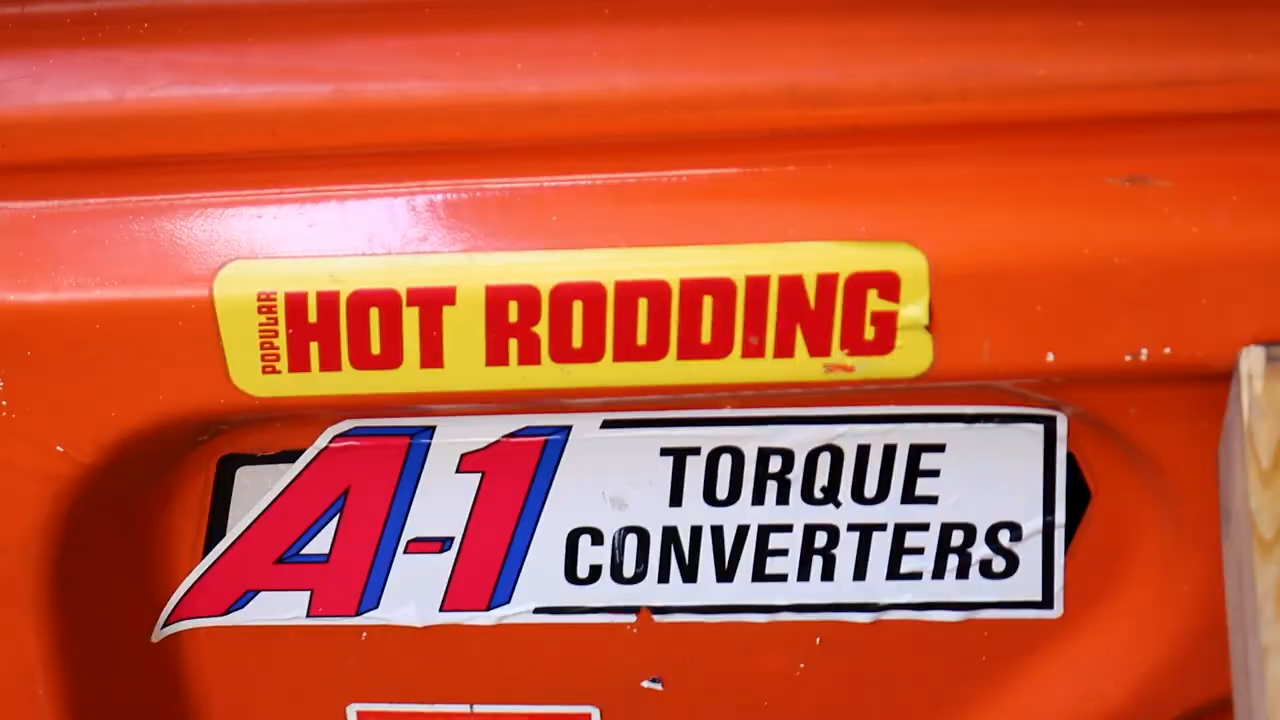 POPULAR
HOT RODDING
A-1
TORQUE
CONVERTERS